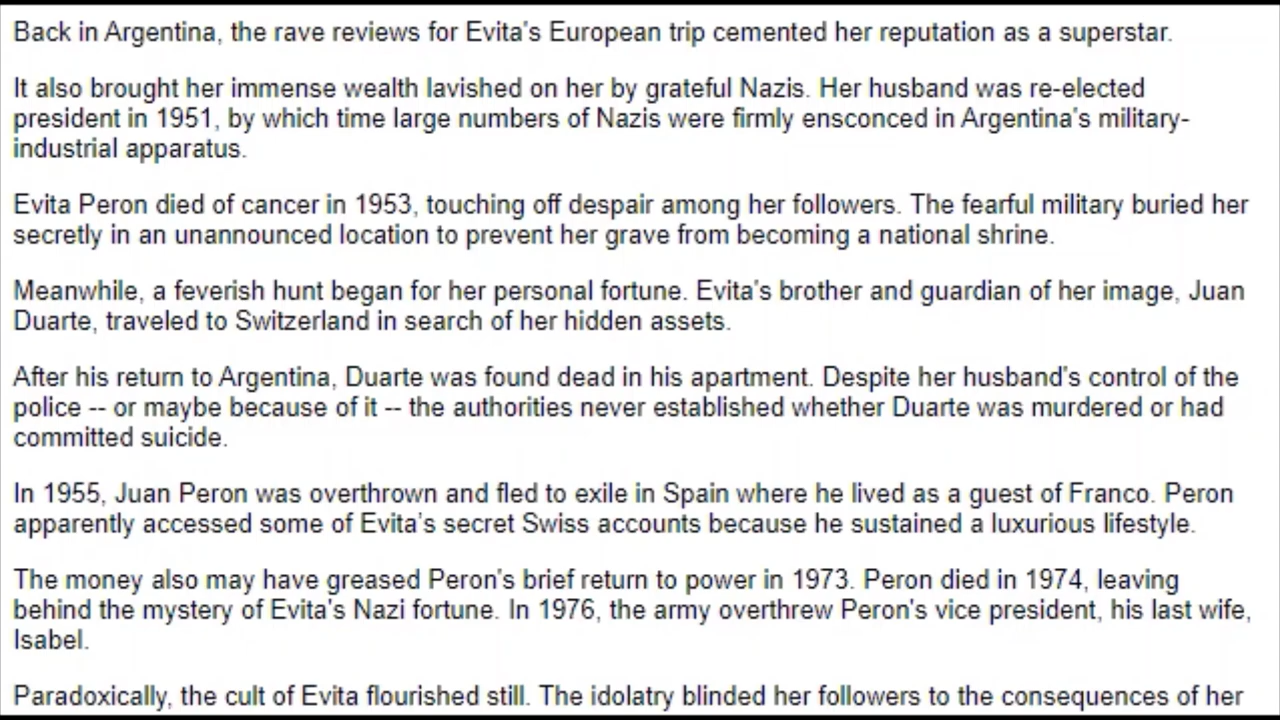 Back in Argentina, the rave reviews for Evita's European trip cemented her reputation as a superstar.
It also brought her immense wealth lavished on her by grateful Nazis. Her husband was re-elected
president in 1951, by which time large numbers of Nazis were firmly ensconced in Argentina's military-
industrial apparatus.
Evita Peron died of cancer in 1953, touching off despair among her followers. The fearful military buried her
secretly in an unannounced location to prevent her grave from becoming a national shrine.
Meanwhile, a feverish hunt began for her personal fortune. Evita's brother and guardian of her image, Juan
Duarte, traveled to Switzerland in search of her hidden assets.
After his return to Argentina, Duarte was found dead in his apartment. Despite her husband's control of the
police -- or maybe because of it -- the authorities never established whether Duarte was murdered or had
committed suicide.
In 1955, Juan Peron was overthrown and fled to exile in Spain where he lived as a guest of Franco. Peron
apparently accessed some of Evita's secret Swiss accounts because he sustained a luxurious lifestyle.
The money also may have greased Peron's brief return to power in 1973. Peron died in 1974, leaving
behind the mystery of Evita's Nazi fortune. In 1976, the army overthrew Peron's vice president, his last wife,
Isabel.
Paradoxically, the cult of Evita flourished still. The idolatry blinded her followers to the consequences of her